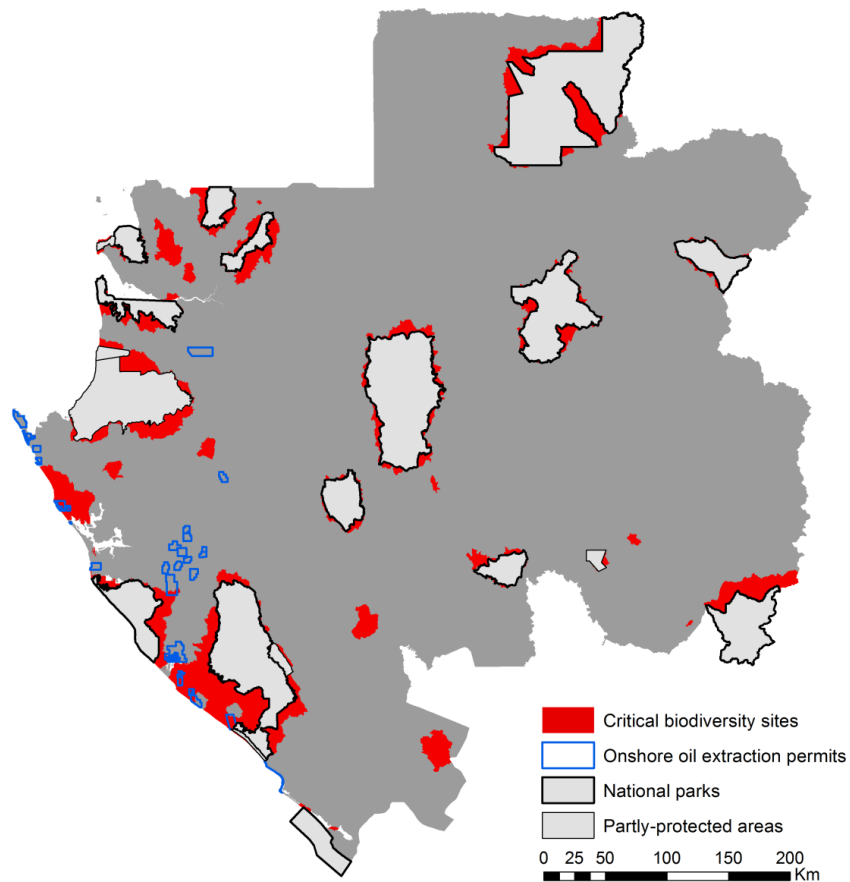 Critical biodiversity sites
Onshore oil extraction permits
National parks
Partly-protected areas
0 25 50 100 150 200
Km